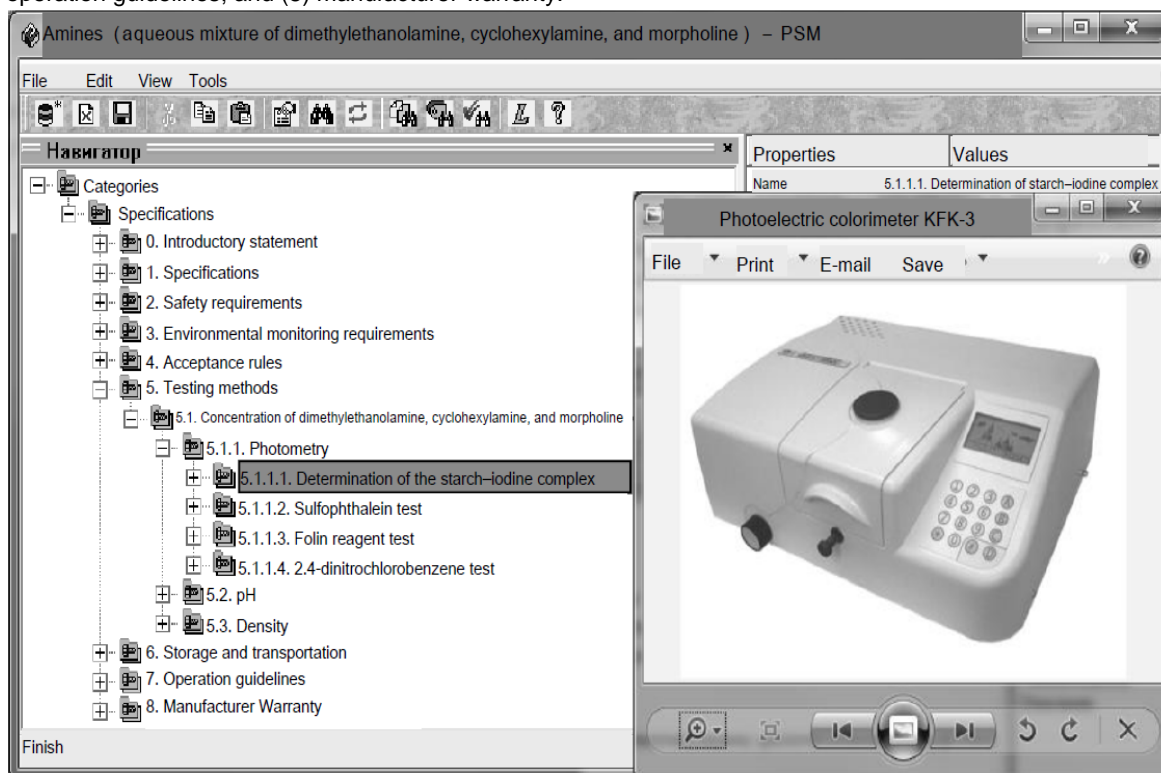 operation guidelines, and (8) manufacturer warranty.
Amines (aqueous mixture of dimethylethanolamine, cyclohexylamine, and morpholine ) – PSM
File Edit View Tools
Навигатор
Properties Values
Name 5.1.1.1. Determination of starch–iodine complex
Categories
Specifications
0. Introductory statement
1. Specifications
2. Safety requirements
3. Environmental monitoring requirements
4. Acceptance rules
5. Testing methods
5.1. Concentration of dimethylethanolamine, cyclohexylamine, and morpholine
5.1.1. Photometry
5.1.1.1. Determination of the starch–iodine complex
5.1.1.2. Sulfophthalein test
5.1.1.3. Folin reagent test
5.1.1.4. 2.4-dinitrochlorobenzene test
5.2. pH
5.3. Density
6. Storage and transportation
7. Operation guidelines
8. Manufacturer Warranty
Finish
Photoelectric colorimeter KFK-3
File Print E-mail Save